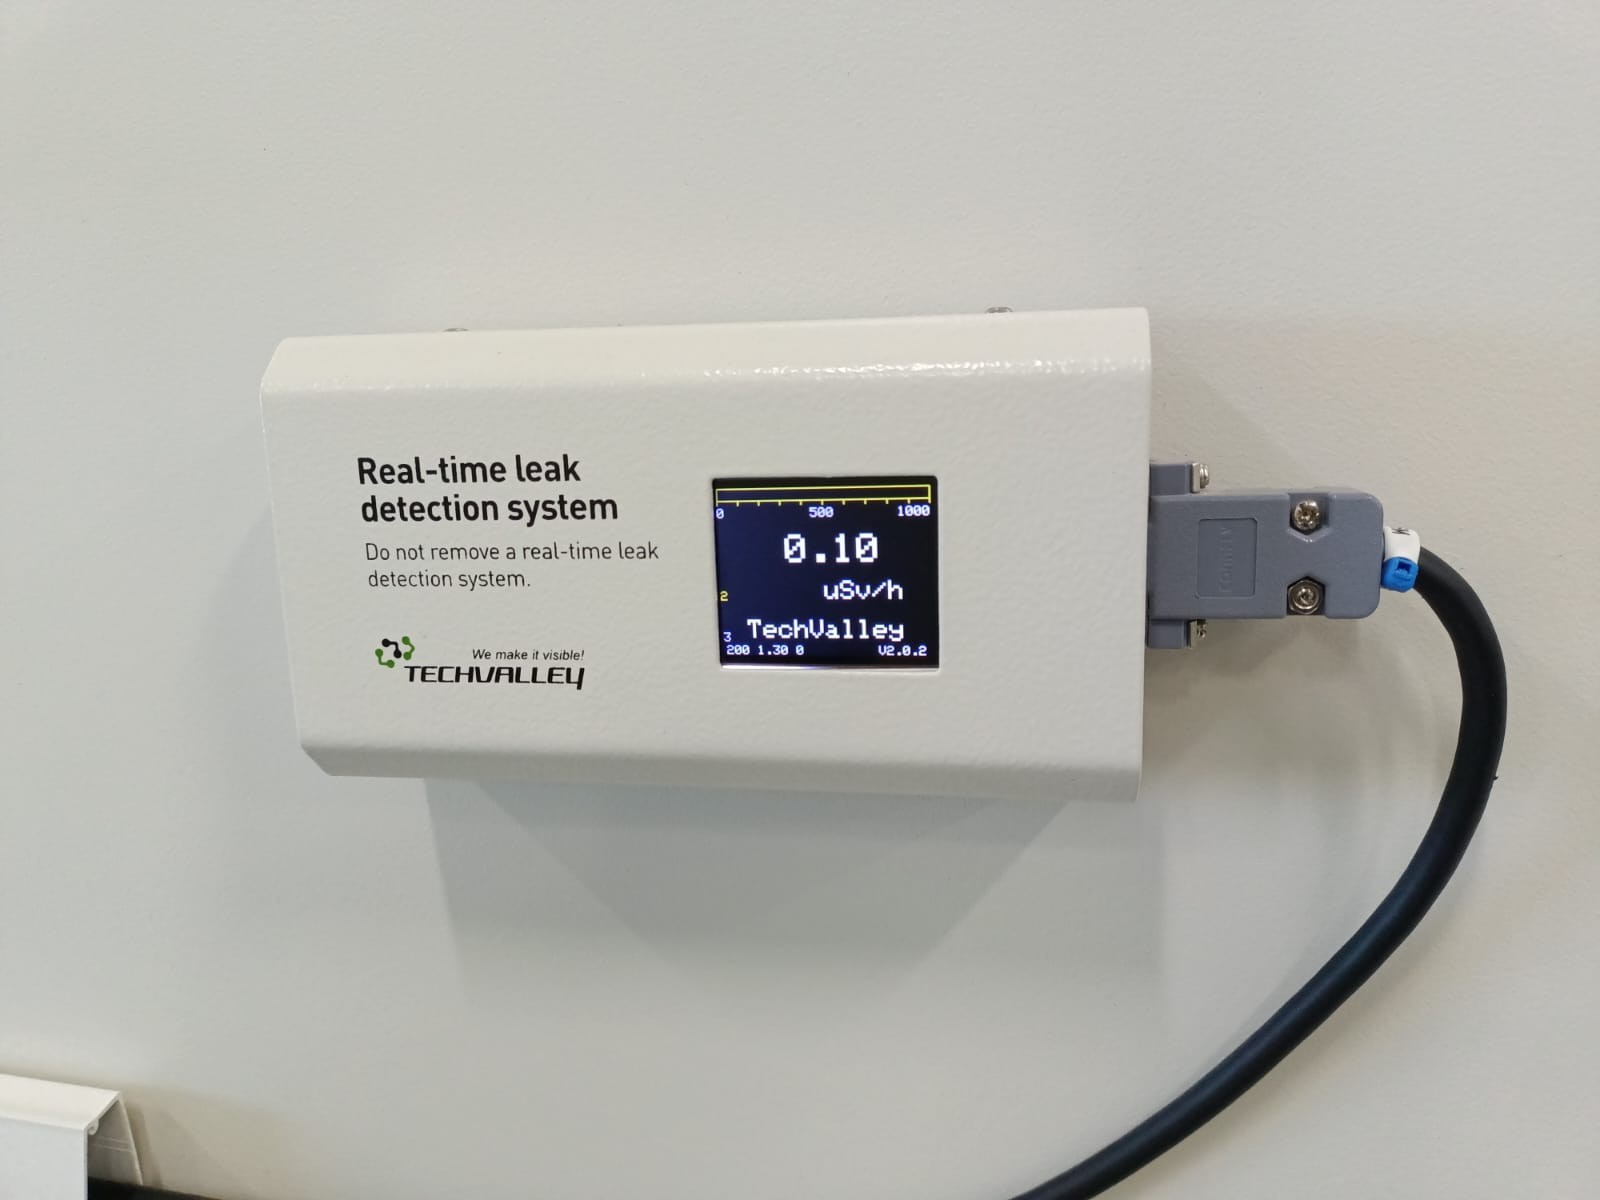 Real-time leak
detection system
Do not remove a real-time leak
detection system.
We make it visible!
TECHVALLEY
0 500 1000
0.10
2
uSv/h
3
TechValley
200 1.30 0 V2.0.2